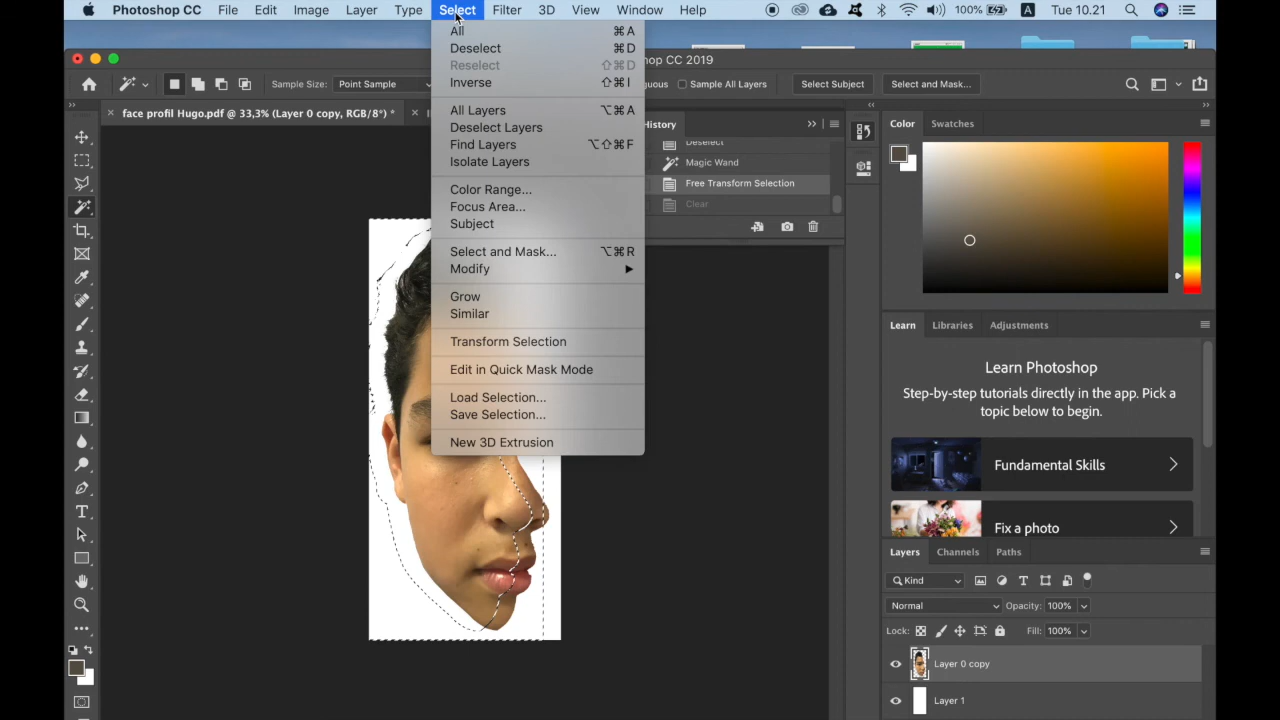 Photoshop CC File Edit Image Layer Type Select Filter 3D View Window Help 100% A Tue 10.21
op CC 2019
Sample Size: Point Sample
uous Sample All Layers Select Subject Select and Mask...
× face profil Hugo.pdf @ 33,3% (Layer 0 copy, RGB/8*) * ×
All ⌘A
Deselect ⌘D
Reselect ⇧⌘D
Inverse ⇧⌘I
All Layers ⌥⌘A
Deselect Layers
Find Layers ⌥⇧⌘F
Isolate Layers
Color Range...
Focus Area...
Subject
Select and Mask... ⌥⌘R
Modify
Grow
Similar
Transform Selection
Edit in Quick Mask Mode
Load Selection...
Save Selection...
New 3D Extrusion
History
Deselect
Magic Wand
Free Transform Selection
Clear
Color Swatches
Learn Libraries Adjustments
Learn Photoshop
Step-by-step tutorials directly in the app. Pick a
topic below to begin.
Fundamental Skills
Fix a photo
Layers Channels Paths
Kind
Normal Opacity: 100%
Lock: Fill: 100%
Layer 0 copy
Layer 1